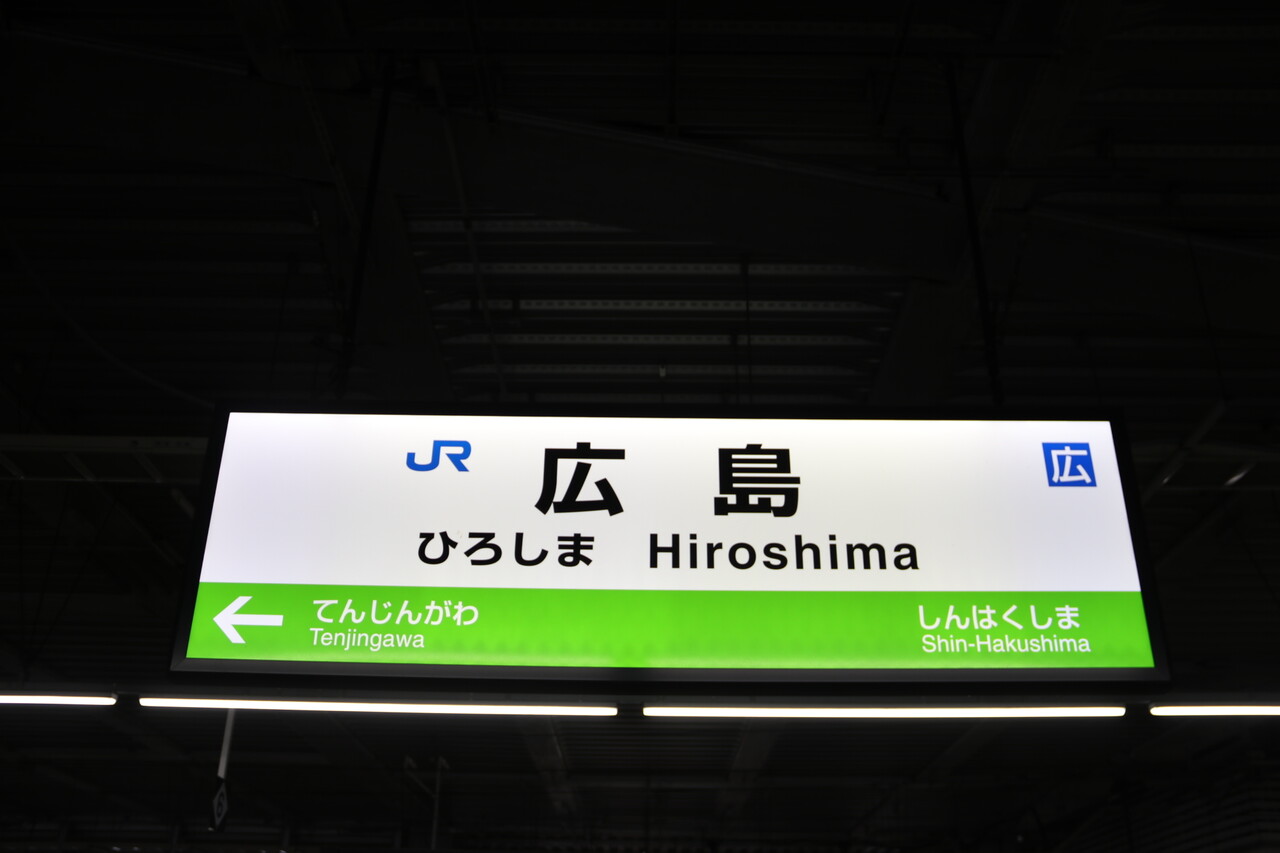 JR 広島 広
ひろしま Hiroshima
← てんじんがわ しんはくしま
Tenjingawa Shin-Hakushima
6